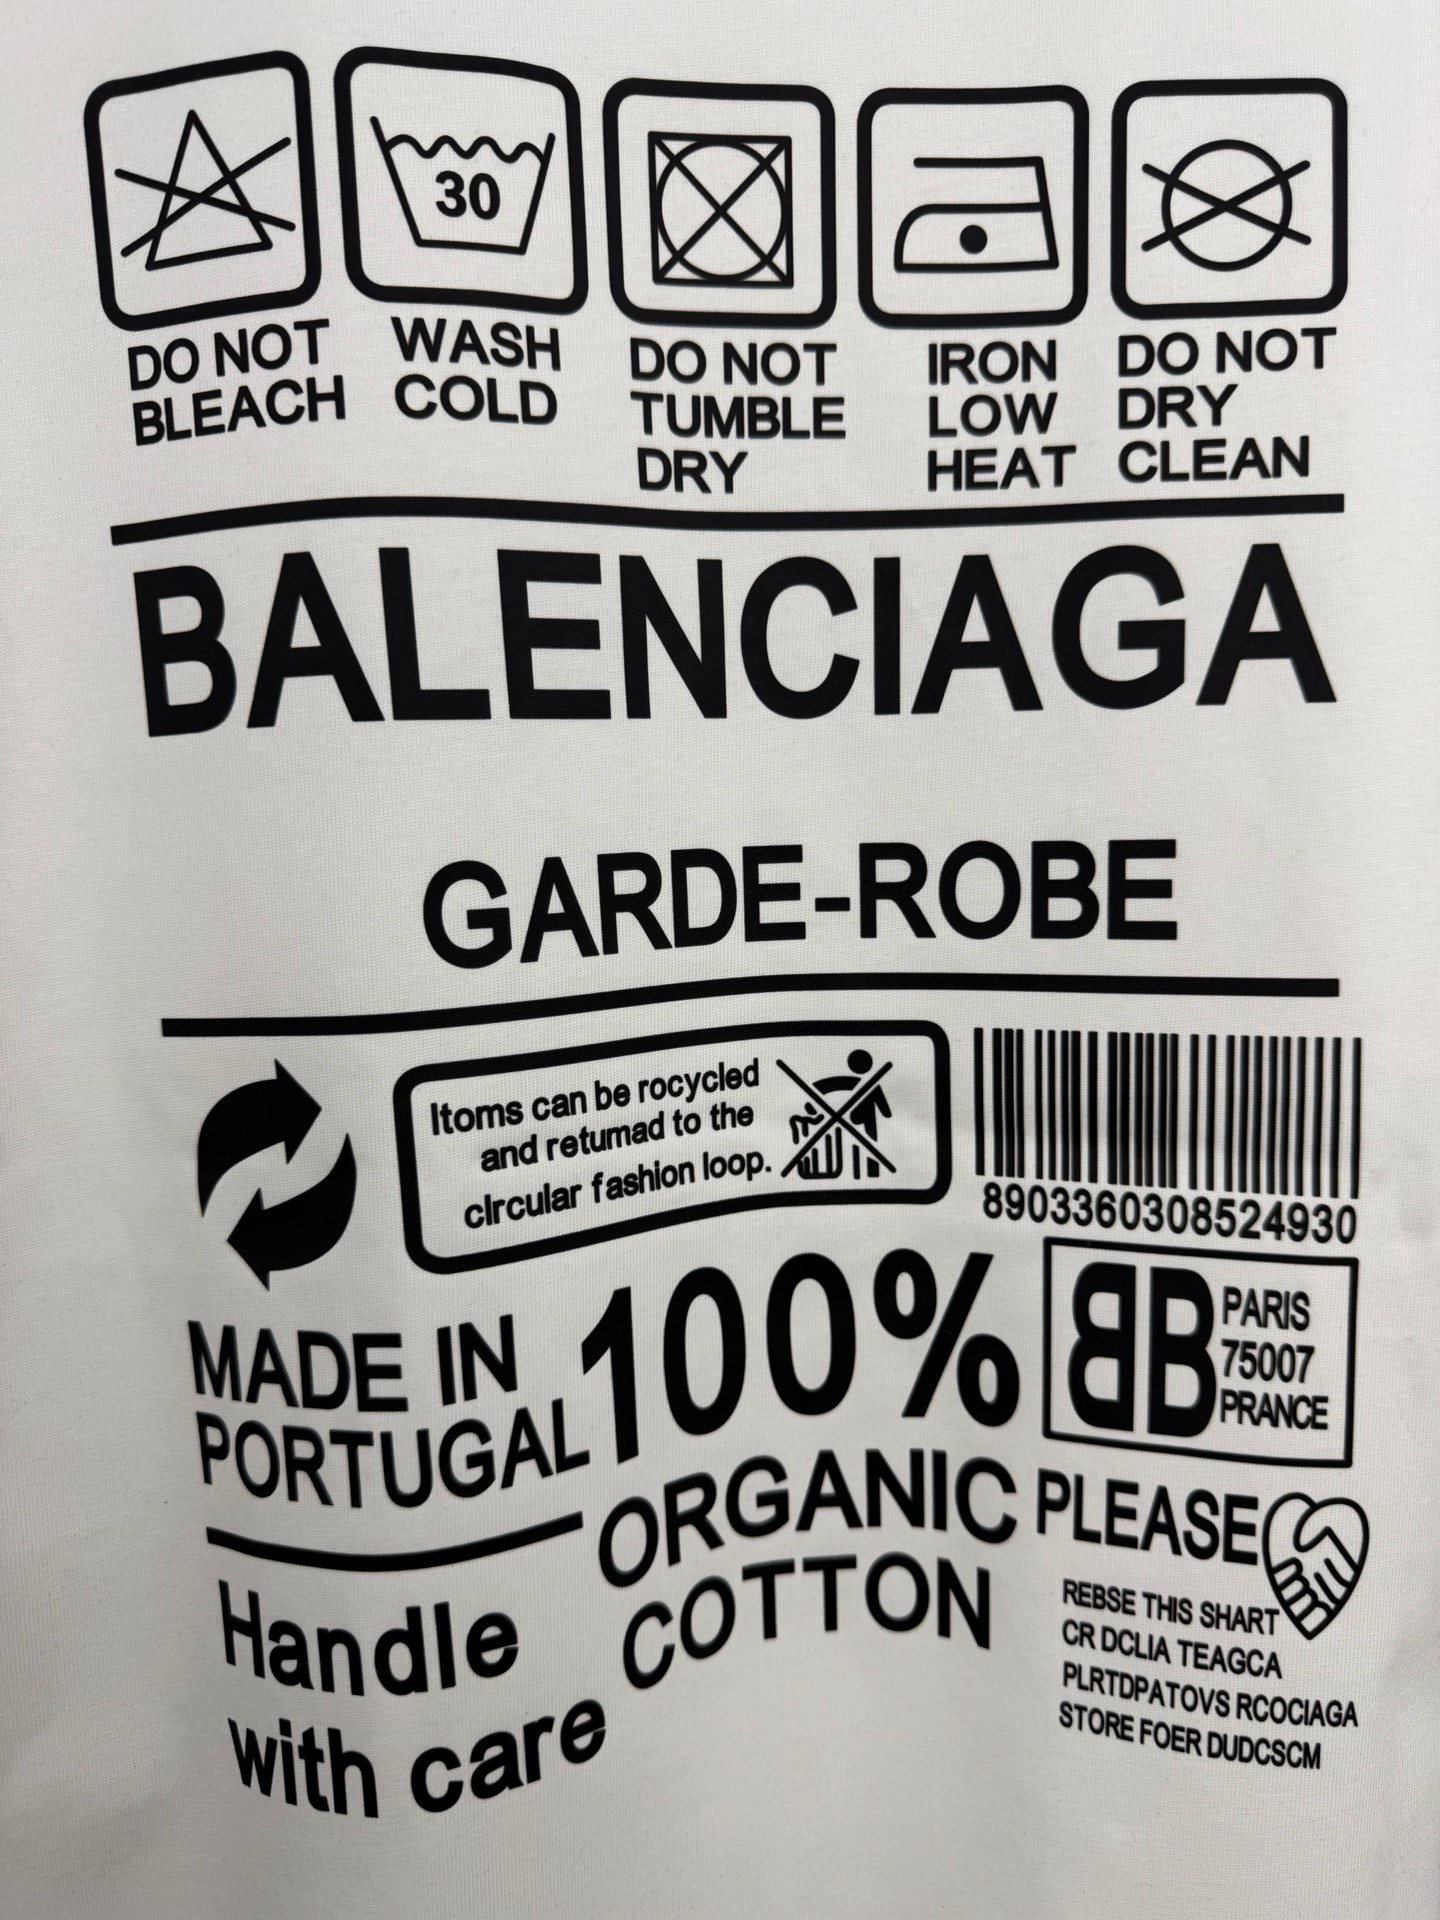 30
DO NOT
BLEACH
WASH
COLD
DO NOT
TUMBLE
DRY
IRON
LOW
HEAT
DO NOT
DRY
CLEAN
BALENCIAGA
GARDE-ROBE
Itoms can be rocycled
and retumad to the
clrcular fashion loop.
8903360308524930
MADE IN
PORTUGAL
100%
ORGANIC
COTTON
BB
PARIS
75007
PRANCE
Handle
with care
PLEASE
REBSE THIS SHART
CR DCLIA TEAGCA
PLRTDPATOVS RCOCIAGA
STORE FOER DUDCSCM